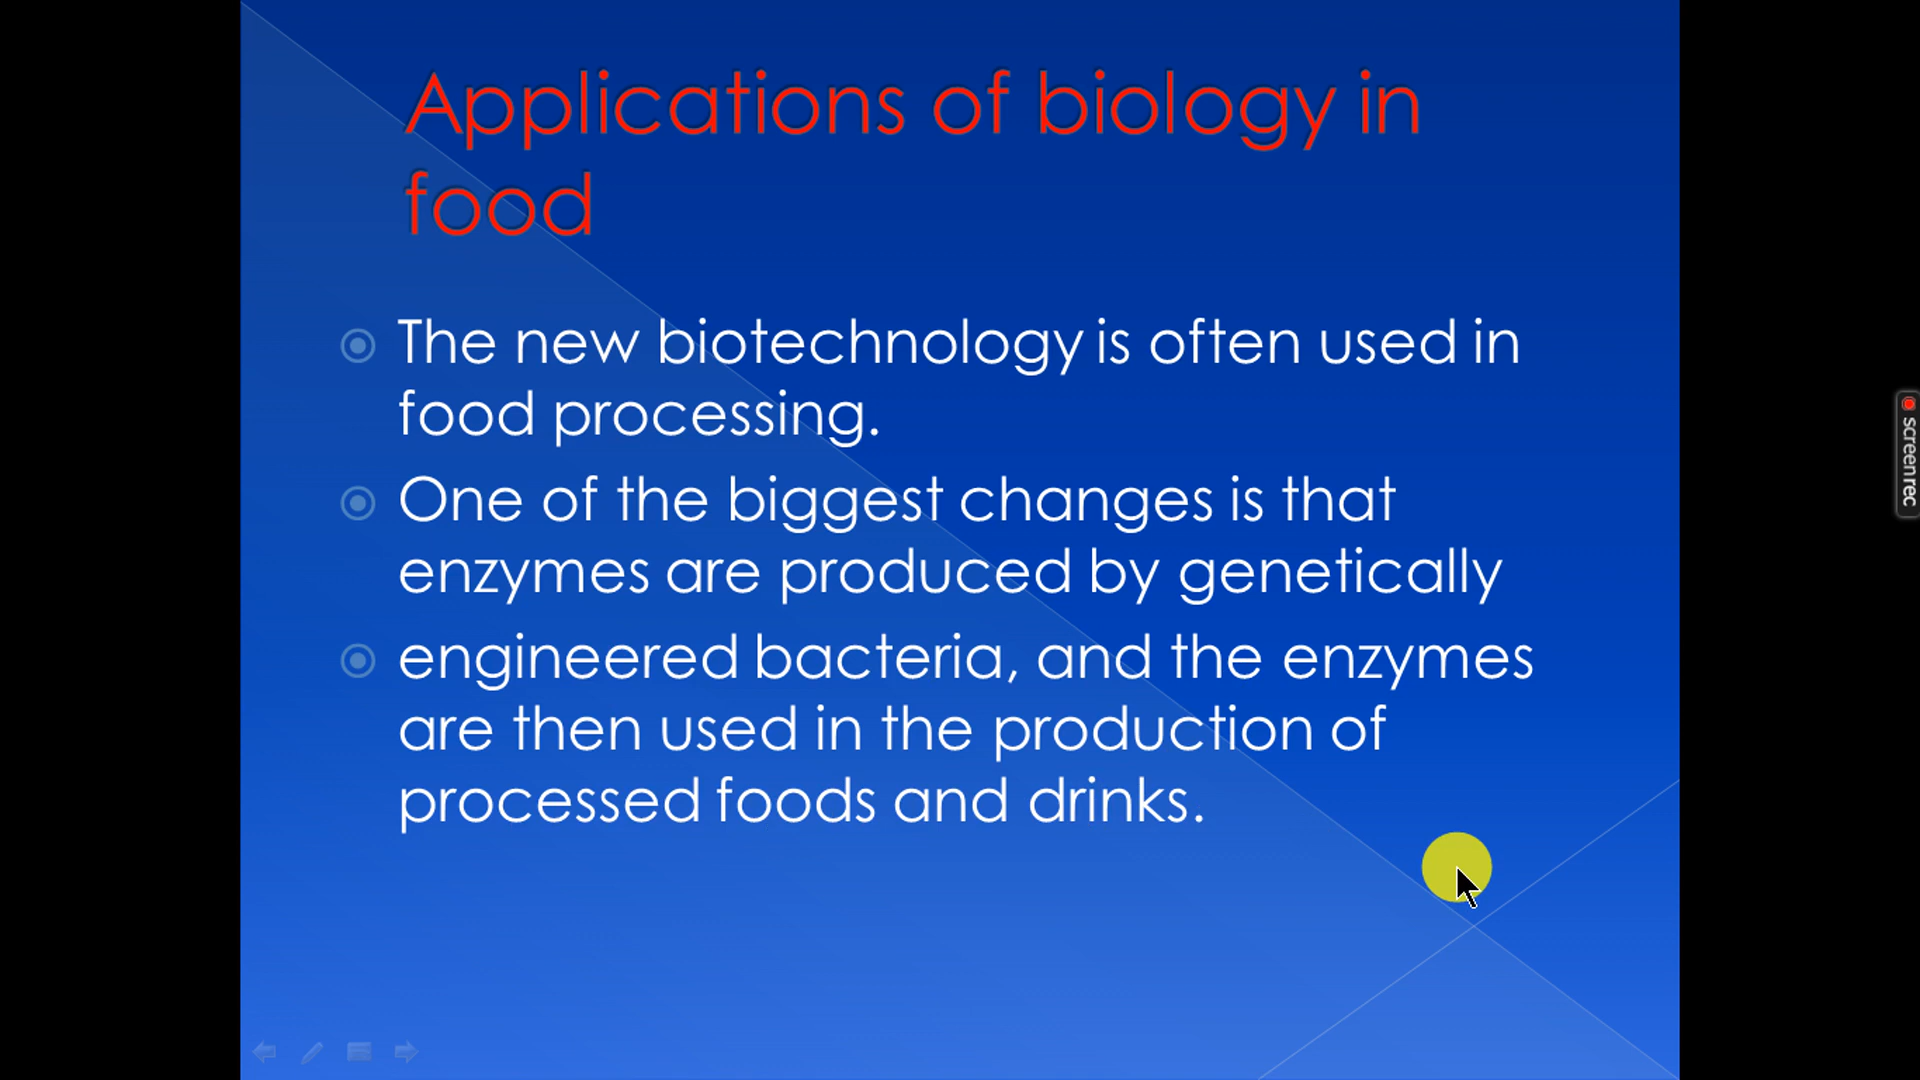 Applications of biology in
food
The new biotechnology is often used in
food processing.
One of the biggest changes is that
enzymes are produced by genetically
engineered bacteria, and the enzymes
are then used in the production of
processed foods and drinks.
screenrec